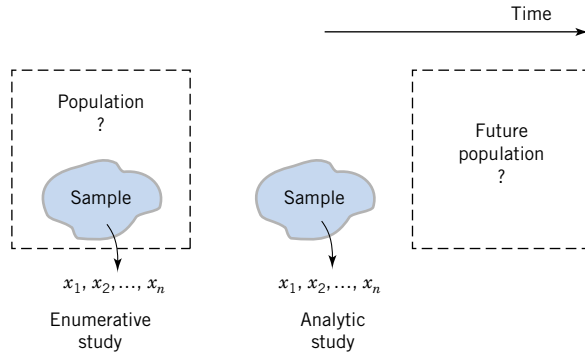 Time
Population
?
Sample
x₁, x₂,..., xₙ
Enumerative
study
Sample
x₁, x₂,..., xₙ
Analytic
study
Future
population
?